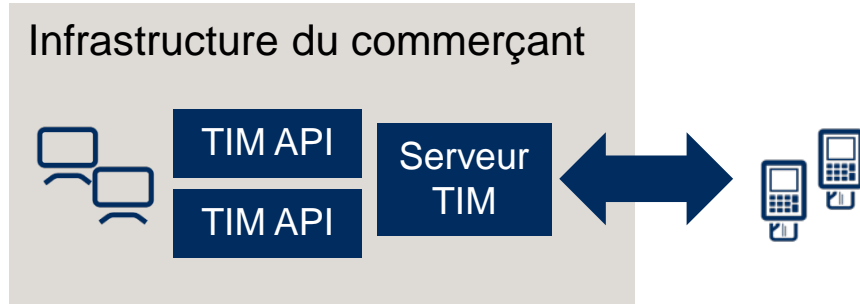 Infrastructure du commerçant
TIM API
TIM API
Serveur
TIM